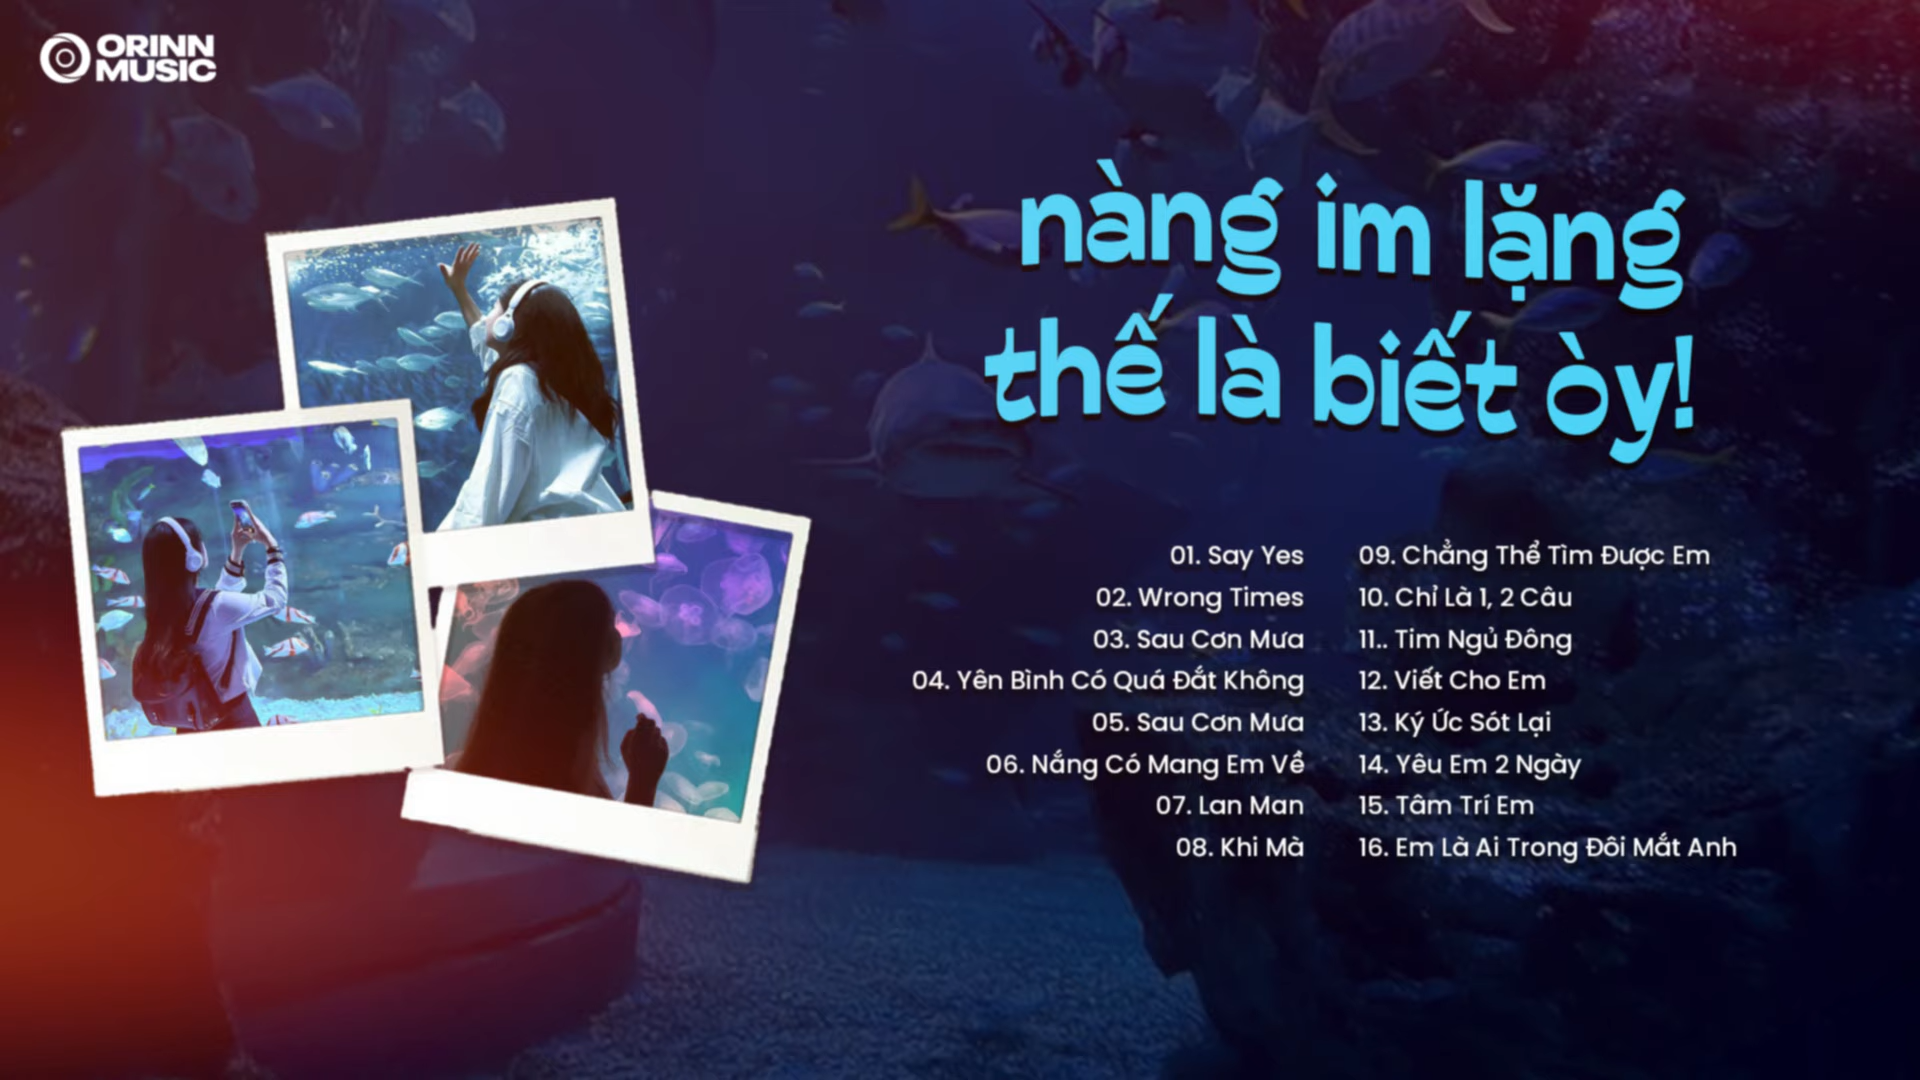 ORINN
MUSIC
nàng im lặng
thế là biết òy!
01. Say Yes
02. Wrong Times
03. Sau Cơn Mưa
04. Yên Bình Có Quá Đắt Không
05. Sau Cơn Mưa
06. Nắng Có Mang Em Về
07. Lan Man
08. Khi Mà
09. Chẳng Thể Tìm Được Em
10. Chỉ Là 1, 2 Câu
11.. Tim Ngủ Đông
12. Viết Cho Em
13. Ký Ức Sót Lại
14. Yêu Em 2 Ngày
15. Tâm Trí Em
16. Em Là Ai Trong Đôi Mắt Anh